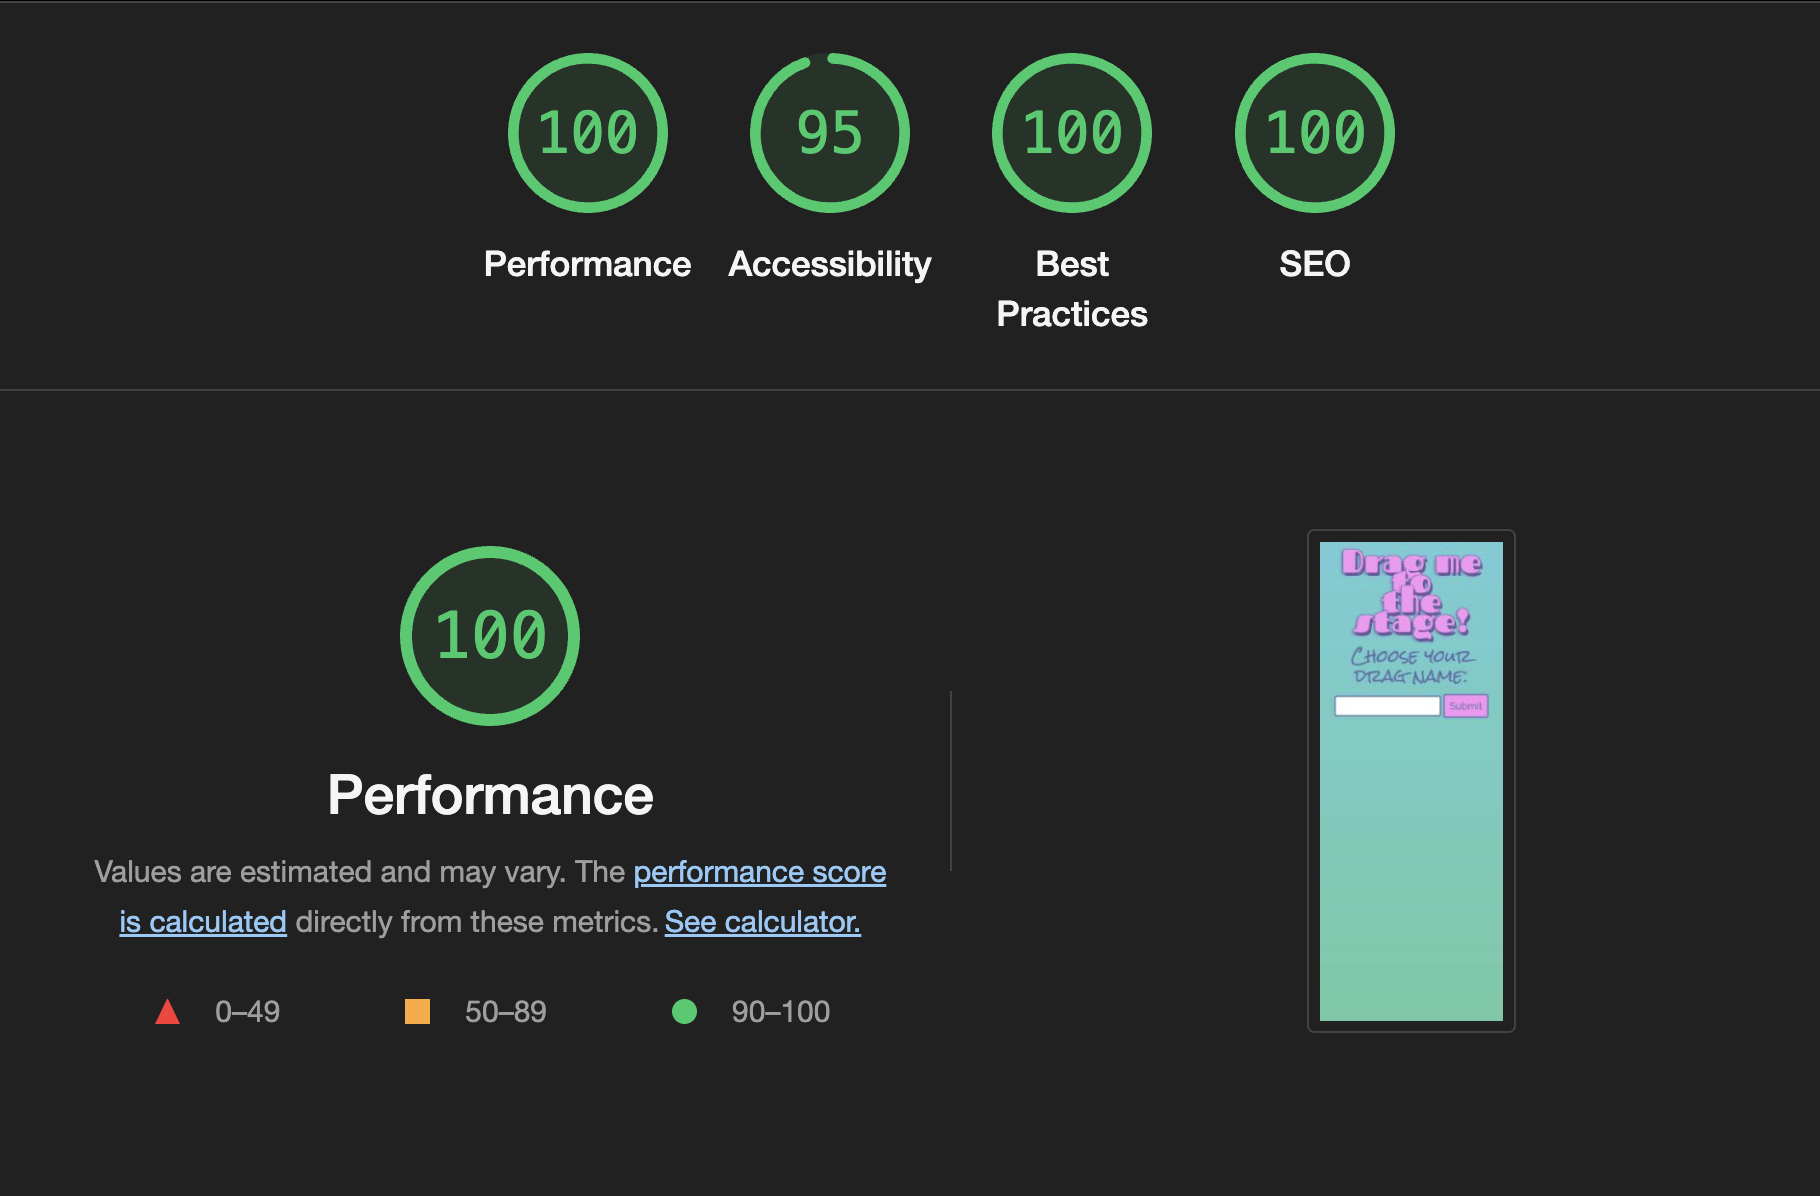 100
95
100
100
Performance
Accessibility
Best
Practices
SEO
100
Performance
Values are estimated and may vary. The performance score
is calculated directly from these metrics. See calculator.
0–49
50–89
90–100
Drag me
to
the
stage!
Choose your
drag name:
Submit